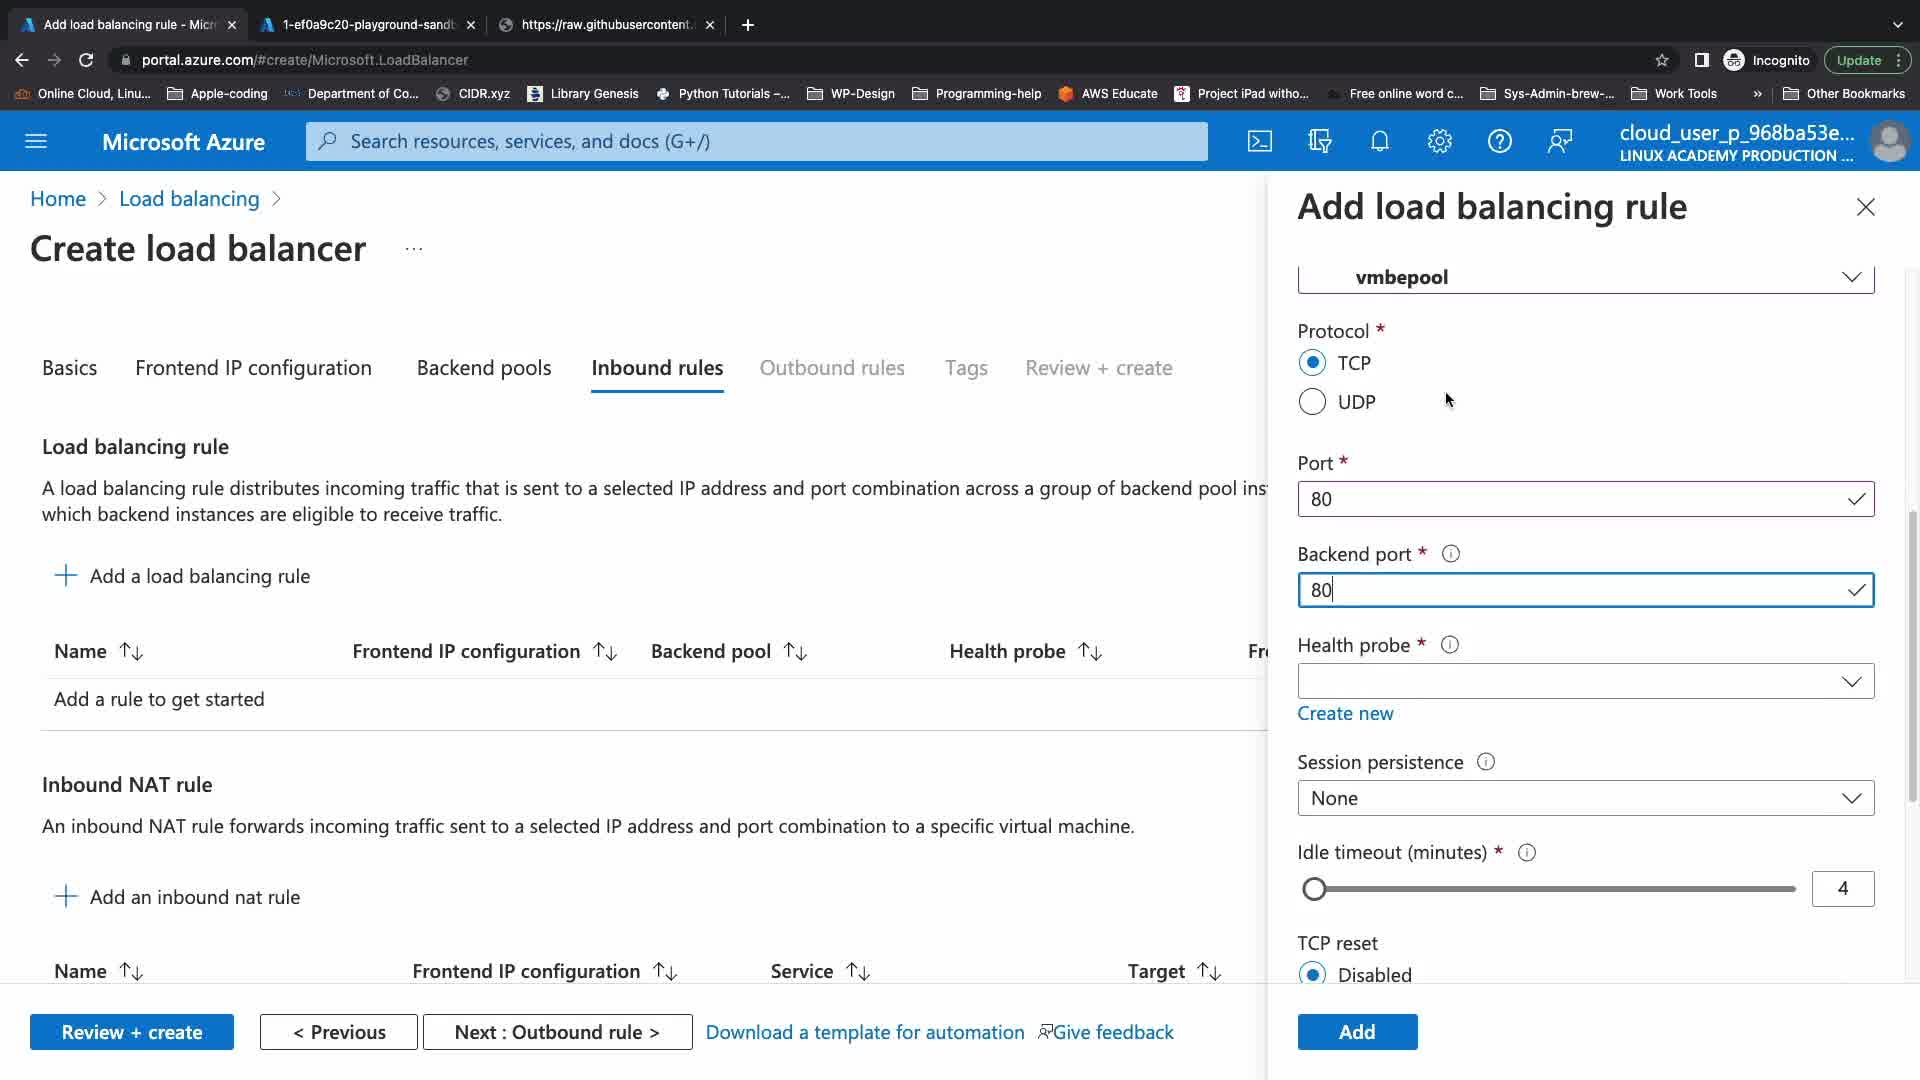 Add load balancing rule - Micr
1-ef0a9c20-playground-sandb
https://raw.githubusercontent.
portal.azure.com/#create/Microsoft.LoadBalancer
Incognito
Update
Online Cloud, Linu...
Apple-coding
Department of Co...
CIDR.xyz
Library Genesis
Python Tutorials –...
WP-Design
Programming-help
AWS Educate
Project iPad witho...
Free online word c...
Sys-Admin-brew-...
Work Tools
»
Other Bookmarks
Microsoft Azure
Search resources, services, and docs (G+/)
cloud_user_p_968ba53e...
LINUX ACADEMY PRODUCTION ...
Home > Load balancing >
Create load balancer ...
Basics
Frontend IP configuration
Backend pools
Inbound rules
Outbound rules
Tags
Review + create
Load balancing rule
A load balancing rule distributes incoming traffic that is sent to a selected IP address and port combination across a group of backend pool ins
which backend instances are eligible to receive traffic.
+ Add a load balancing rule
Name ↑↓ Frontend IP configuration ↑↓ Backend pool ↑↓ Health probe ↑↓ Fr
Add a rule to get started
Inbound NAT rule
An inbound NAT rule forwards incoming traffic sent to a selected IP address and port combination to a specific virtual machine.
+ Add an inbound nat rule
Name ↑↓ Frontend IP configuration ↑↓ Service ↑↓ Target ↑↓
Review + create
< Previous
Next : Outbound rule >
Download a template for automation
Give feedback
Add load balancing rule
vmbepool
Protocol *
TCP
UDP
Port *
80
Backend port *
80
Health probe *
Create new
Session persistence
None
Idle timeout (minutes) *
4
TCP reset
Disabled
Add